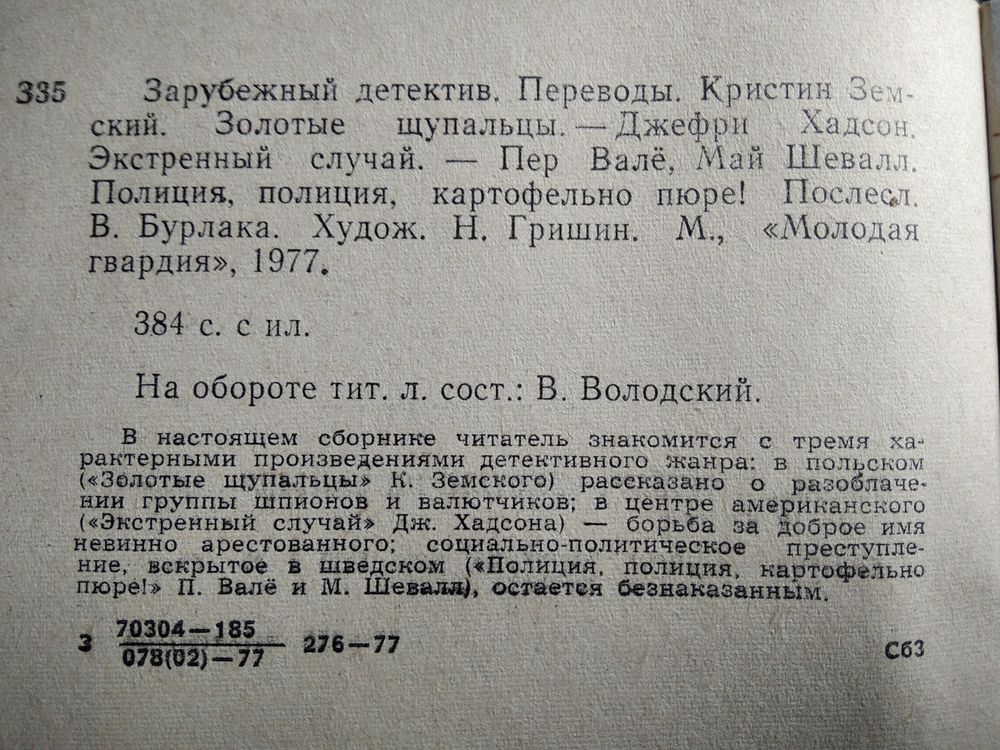 335 Зарубежный детектив. Переводы. Кристин Зем-
ский. Золотые щупальцы. — Джефри Хадсон.
Экстренный случай. — Пер Валё, Май Шевалл.
Полиция, полиция, картофельно пюре! Послесл.
В. Бурлака. Худож. Н. Гришин. М., «Молодая
гвардия», 1977.
384 с. с ил.
На обороте тит. л. сост.: В. Володский.
В настоящем сборнике читатель знакомится с тремя ха-
рактерными произведениями детективного жанра: в польском
(«Золотые щупальцы» К. Земского) рассказано о разоблаче-
нии группы шпионов и валютчиков; в центре американского
(«Экстренный случай» Дж. Хадсона) — борьба за доброе имя
невинно арестованного; социально-политическое преступле-
ние, вскрытое в шведском («Полиция, полиция, картофельно
пюре!» П. Валё и М. Шевалл), остается безнаказанным.
З 70304—185 276—77
078(02)—77
Сб3